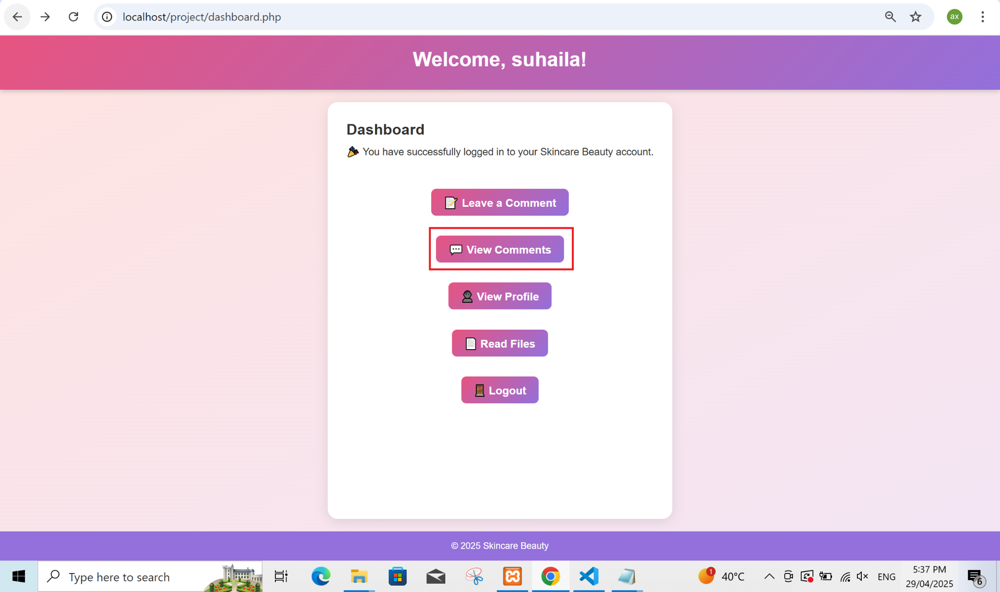 localhost/project/dashboard.php
ax
Welcome, suhaila!
Dashboard
🎉 You have successfully logged in to your Skincare Beauty account.
📝 Leave a Comment
💬 View Comments
👤 View Profile
📄 Read Files
🚪 Logout
© 2025 Skincare Beauty
Type here to search
1
40°C
ENG
5:37 PM
29/04/2025
6